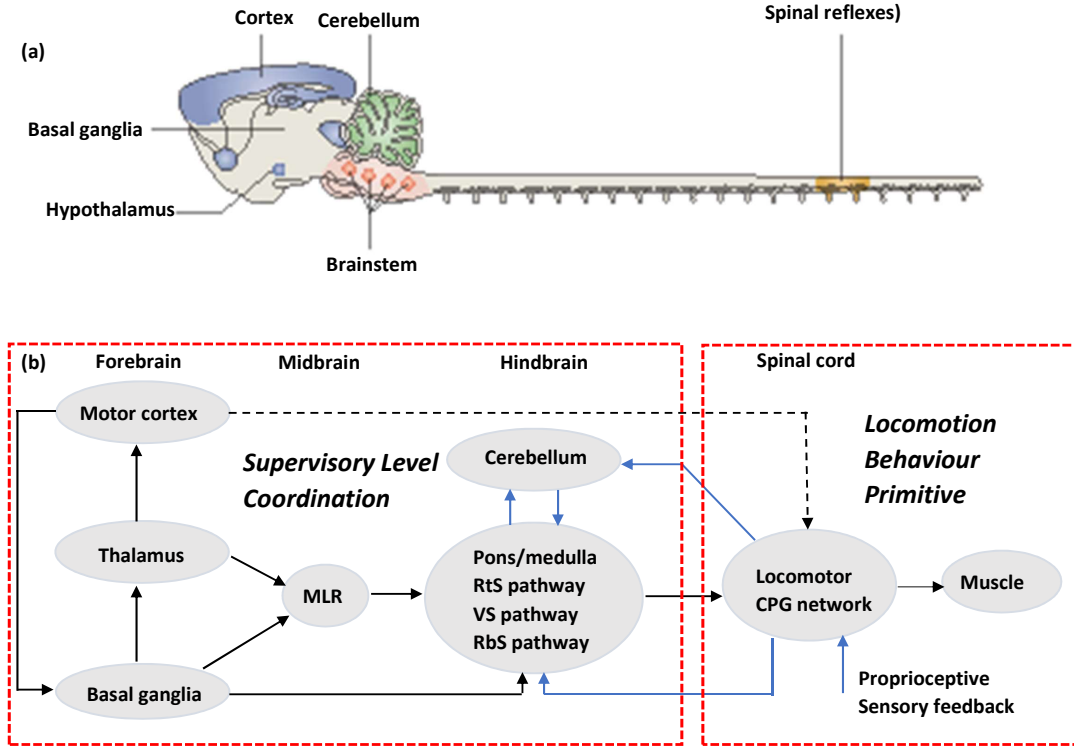 Spinal reflexes)
Cortex
Cerebellum
(a)
Basal ganglia
Hypothalamus
Brainstem
(b)
Forebrain
Midbrain
Hindbrain
Spinal cord
Motor cortex
Supervisory Level
Coordination
Cerebellum
Locomotion
Behaviour
Primitive
Thalamus
MLR
Pons/medulla
RtS pathway
VS pathway
RbS pathway
Locomotor
CPG network
Muscle
Basal ganglia
Proprioceptive
Sensory feedback